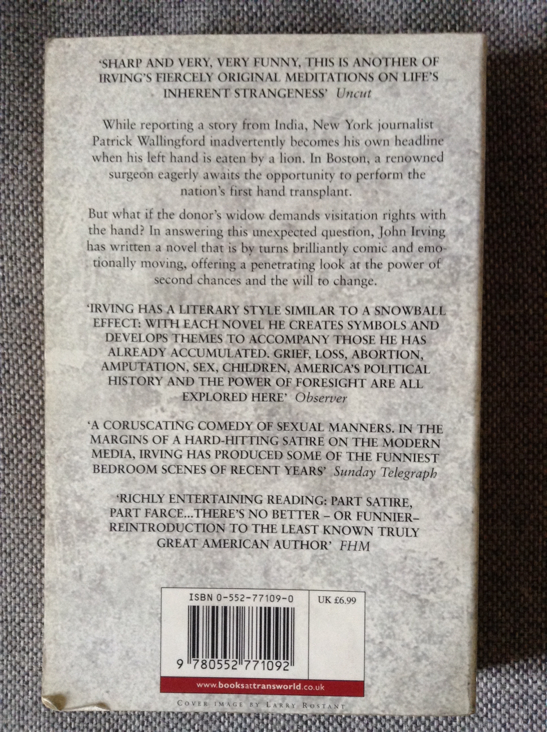 ‘SHARP AND VERY, VERY FUNNY, THIS IS ANOTHER OF
IRVING’S FIERCELY ORIGINAL MEDITATIONS ON LIFE’S
INHERENT STRANGENESS’ Uncut
While reporting a story from India, New York journalist
Patrick Wallingford inadvertently becomes his own headline
when his left hand is eaten by a lion. In Boston, a renowned
surgeon eagerly awaits the opportunity to perform the
nation’s first hand transplant.
But what if the donor’s widow demands visitation rights with
the hand? In answering this unexpected question, John Irving
has written a novel that is by turns brilliantly comic and emo-
tionally moving, offering a penetrating look at the power of
second chances and the will to change.
‘IRVING HAS A LITERARY STYLE SIMILAR TO A SNOWBALL
EFFECT: WITH EACH NOVEL HE CREATES SYMBOLS AND
DEVELOPS THEMES TO ACCOMPANY THOSE HE HAS
ALREADY ACCUMULATED. GRIEF, LOSS, ABORTION,
AMPUTATION, SEX, CHILDREN, AMERICA’S POLITICAL
HISTORY AND THE POWER OF FORESIGHT ARE ALL
EXPLORED HERE’ Observer
‘A CORUSCATING COMEDY OF SEXUAL MANNERS. IN THE
MARGINS OF A HARD-HITTING SATIRE ON THE MODERN
MEDIA, IRVING HAS PRODUCED SOME OF THE FUNNIEST
BEDROOM SCENES OF RECENT YEARS’ Sunday Telegraph
‘RICHLY ENTERTAINING READING: PART SATIRE,
PART FARCE...THERE’S NO BETTER – OR FUNNIER–
REINTRODUCTION TO THE LEAST KNOWN TRULY
GREAT AMERICAN AUTHOR’ FHM
ISBN 0-552-77109-0
UK £6.99
9 780552 771092
www.booksattransworld.co.uk
COVER IMAGE BY LARRY ROSTANT